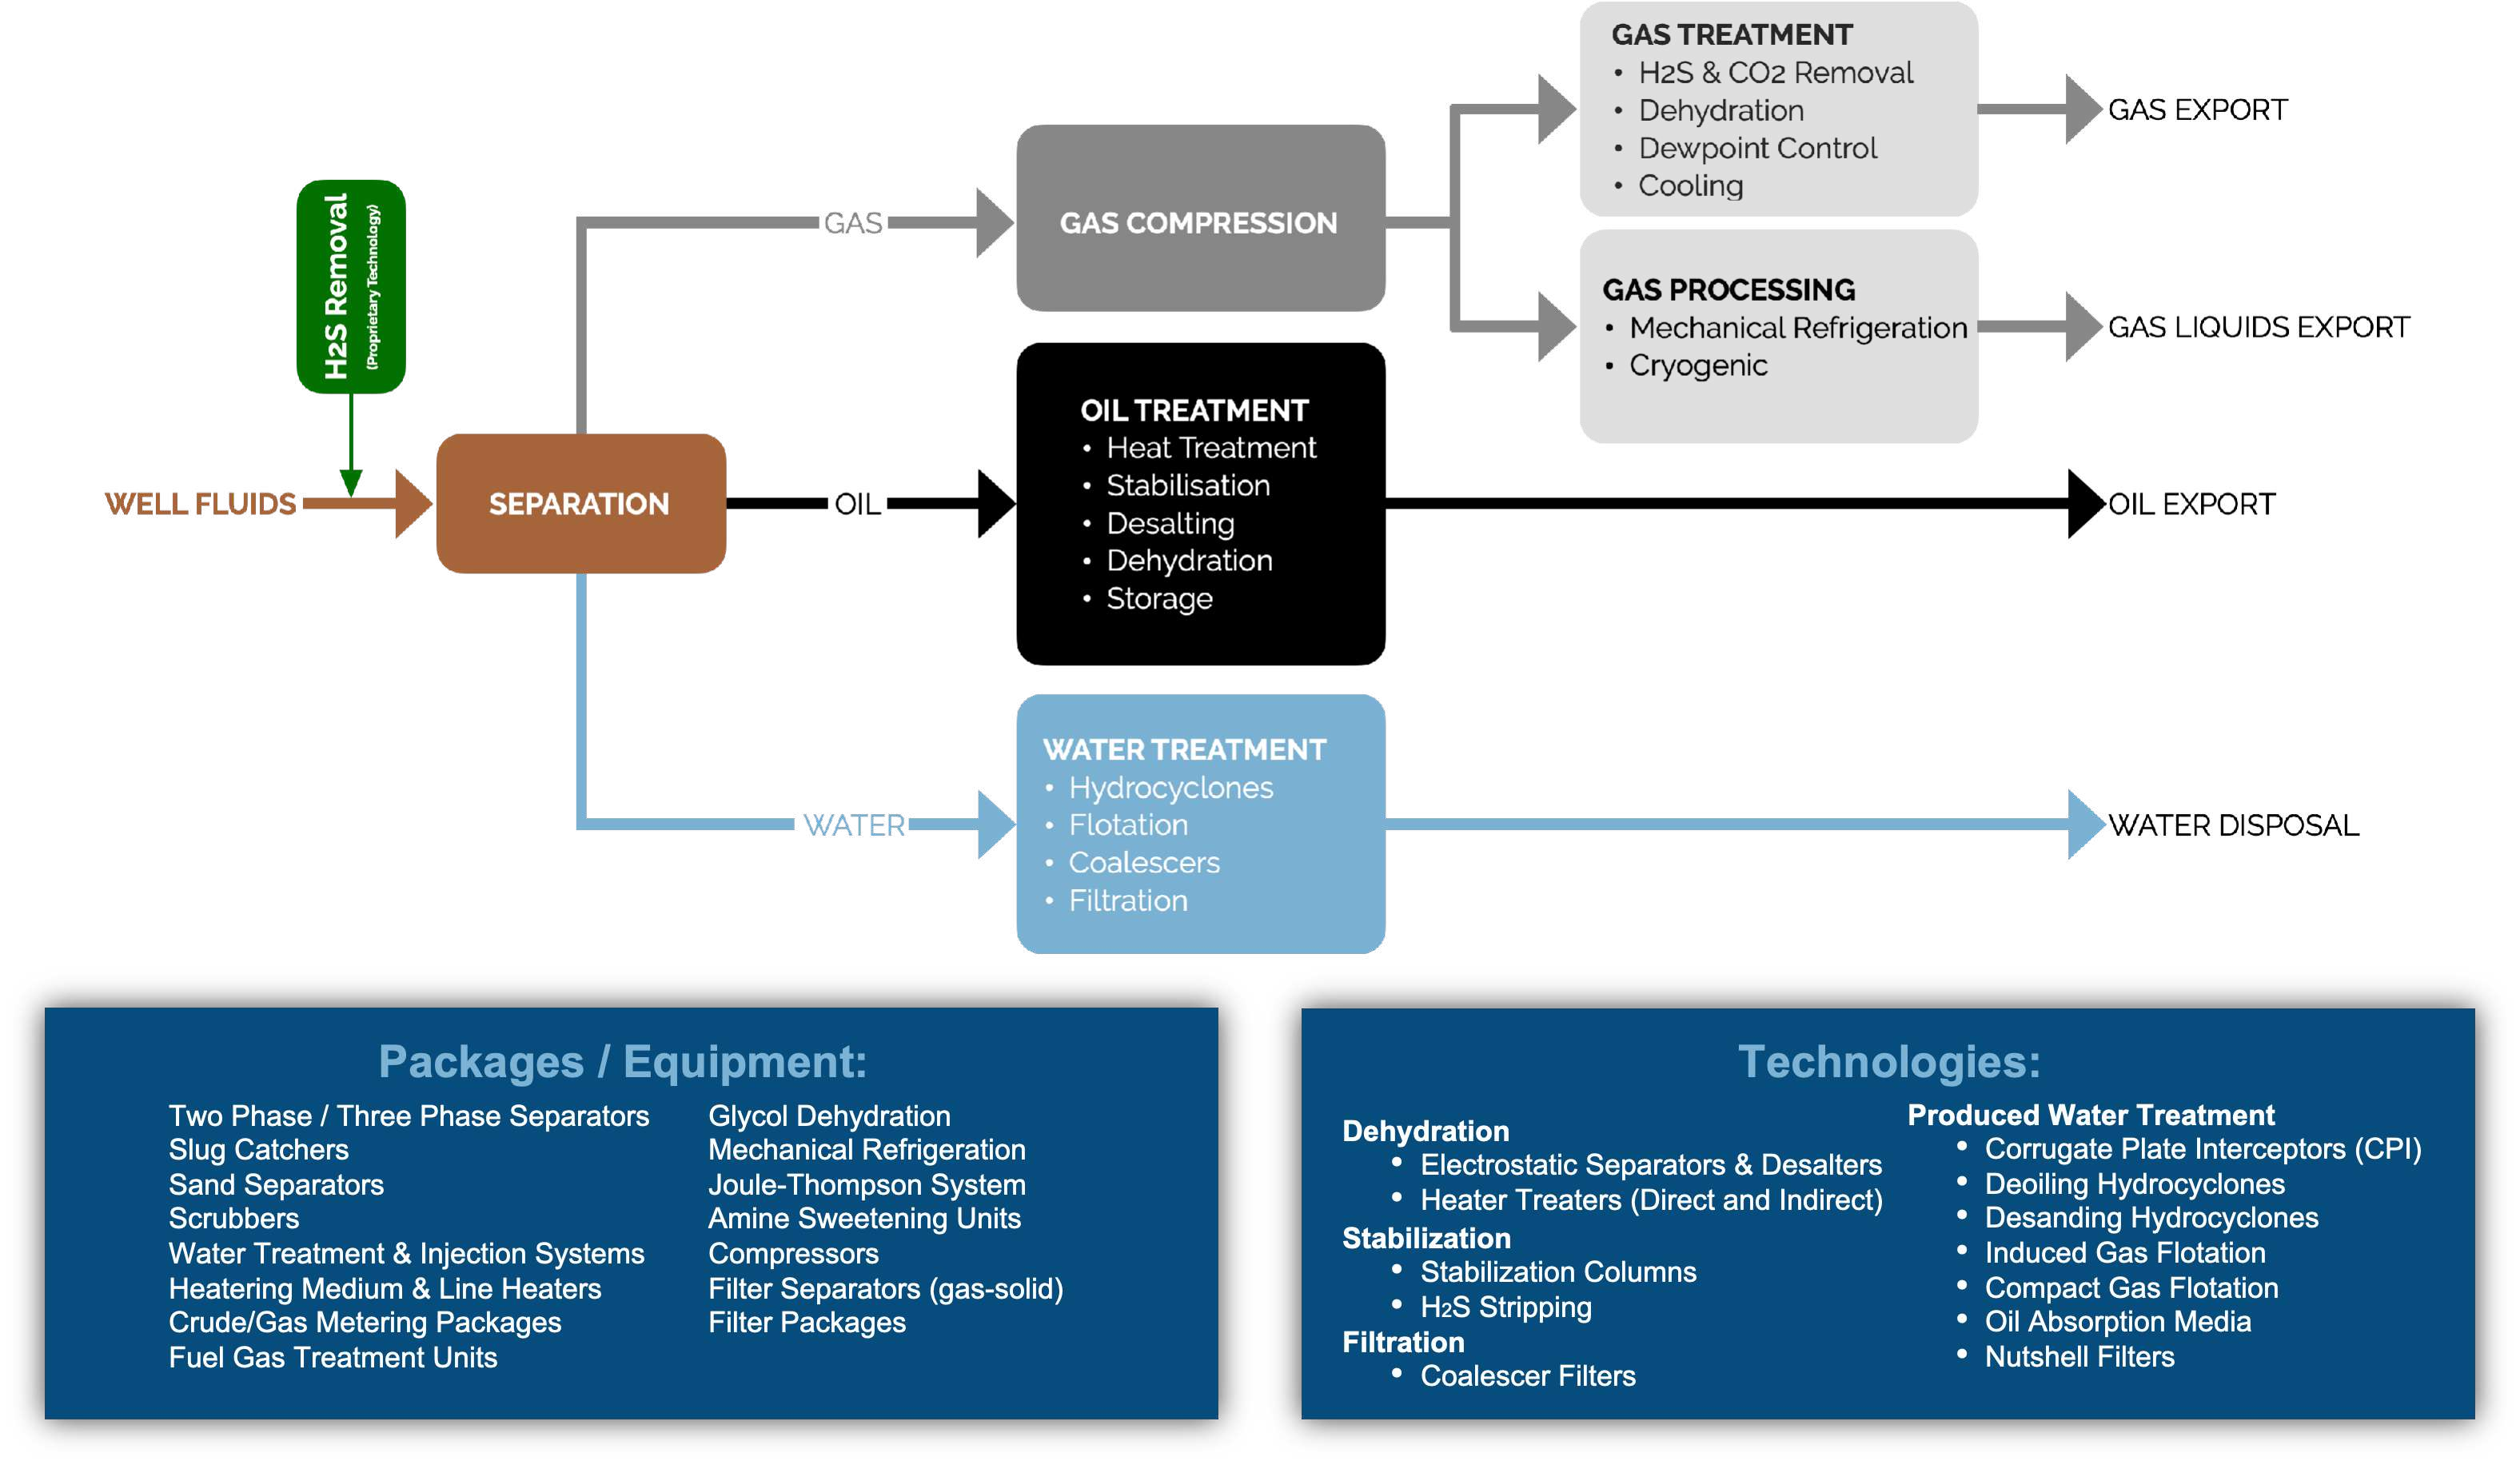 GAS TREATMENT
• H2S & CO2 Removal
• Dehydration
• Dewpoint Control
• Cooling
GAS EXPORT
H2S Removal
(Proprietary Technology)
GAS
GAS COMPRESSION
GAS PROCESSING
• Mechanical Refrigeration
• Cryogenic
GAS LIQUIDS EXPORT
WELL FLUIDS
SEPARATION
OIL
OIL TREATMENT
• Heat Treatment
• Stabilisation
• Desalting
• Dehydration
• Storage
OIL EXPORT
WATER
WATER TREATMENT
• Hydrocyclones
• Flotation
• Coalescers
• Filtration
WATER DISPOSAL
Packages / Equipment:
Two Phase / Three Phase Separators
Slug Catchers
Sand Separators
Scrubbers
Water Treatment & Injection Systems
Heatering Medium & Line Heaters
Crude/Gas Metering Packages
Fuel Gas Treatment Units
Glycol Dehydration
Mechanical Refrigeration
Joule-Thompson System
Amine Sweetening Units
Compressors
Filter Separators (gas-solid)
Filter Packages
Technologies:
Dehydration
• Electrostatic Separators & Desalters
• Heater Treaters (Direct and Indirect)
Stabilization
• Stabilization Columns
• H₂S Stripping
Filtration
• Coalescer Filters
Produced Water Treatment
• Corrugate Plate Interceptors (CPI)
• Deoiling Hydrocyclones
• Desanding Hydrocyclones
• Induced Gas Flotation
• Compact Gas Flotation
• Oil Absorption Media
• Nutshell Filters